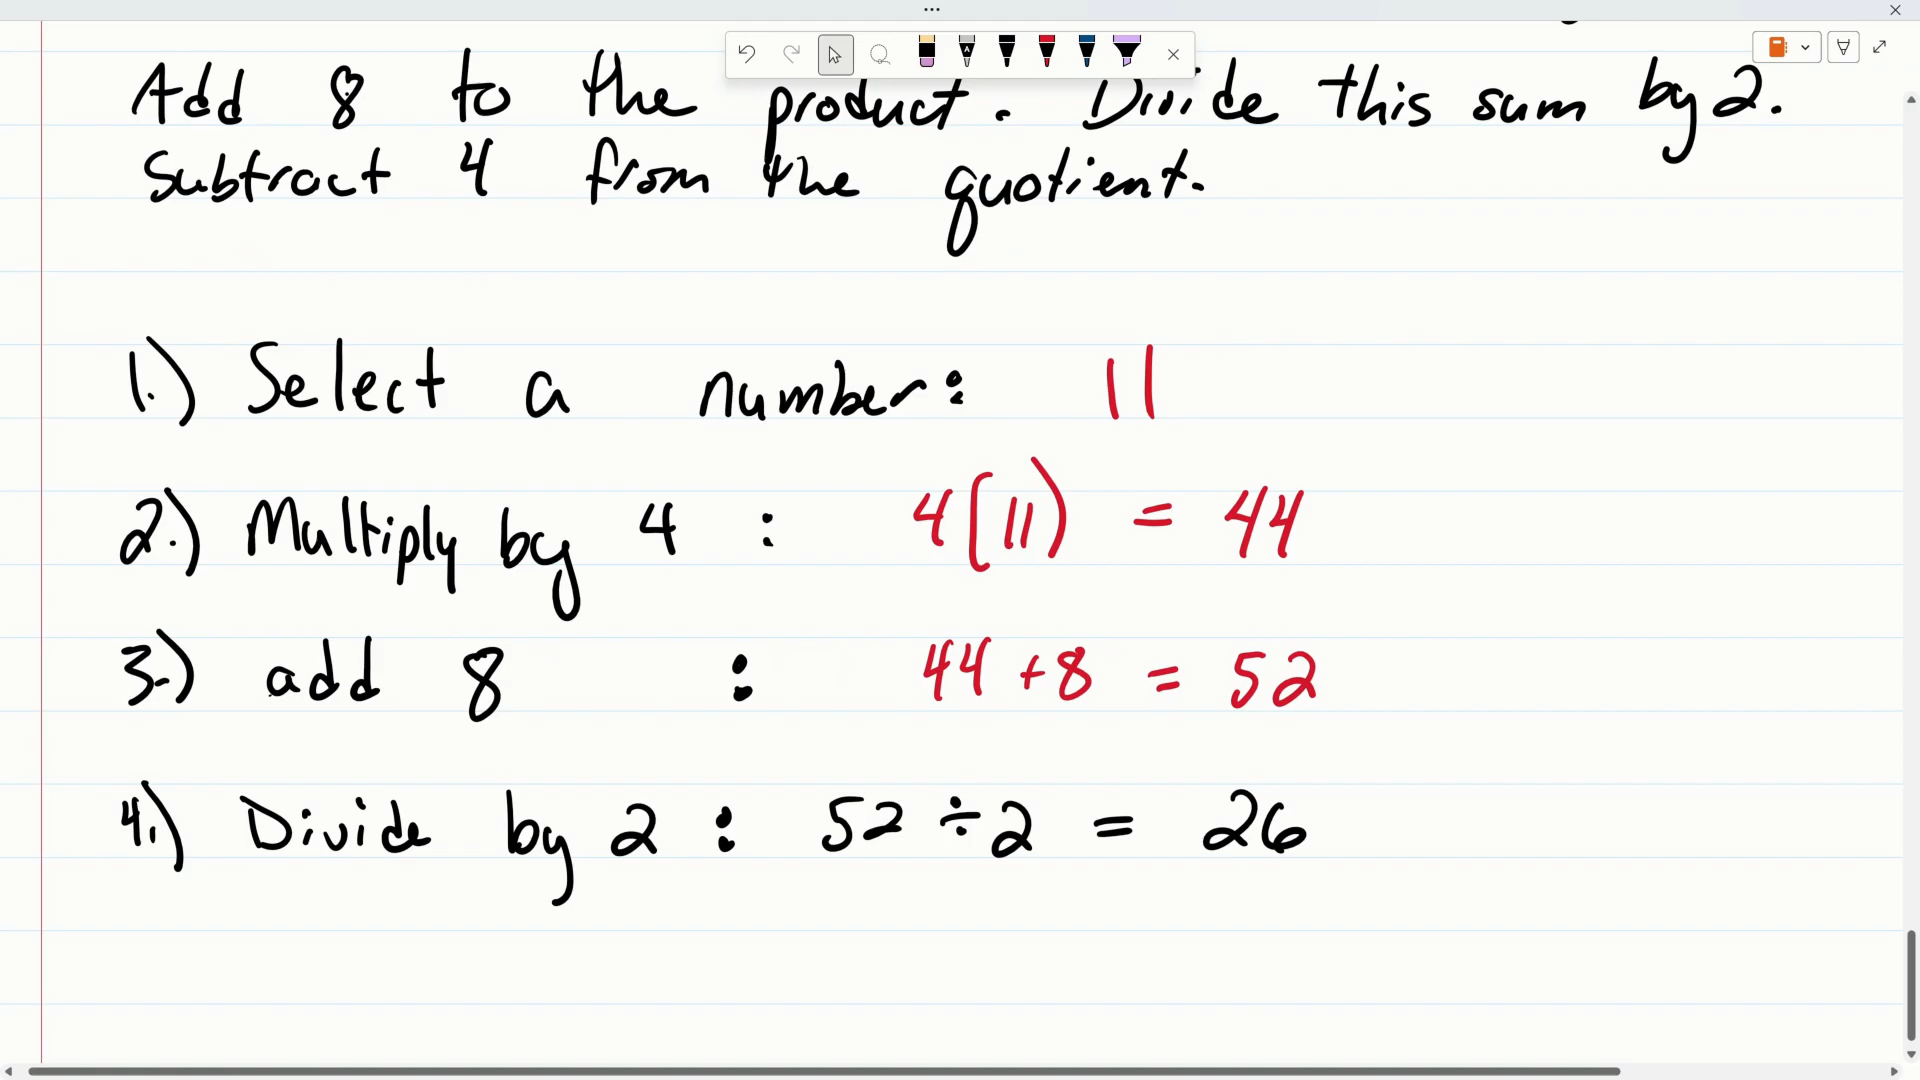 Add 8 to the product. Divide this sum by 2.
Subtract 4 from the quotient.
1.) Select a number: 11
2.) Multiply by 4 : 4(11) = 44
3.) add 8 : 44 + 8 = 52
4.) Divide by 2 : 52 ÷ 2 = 26